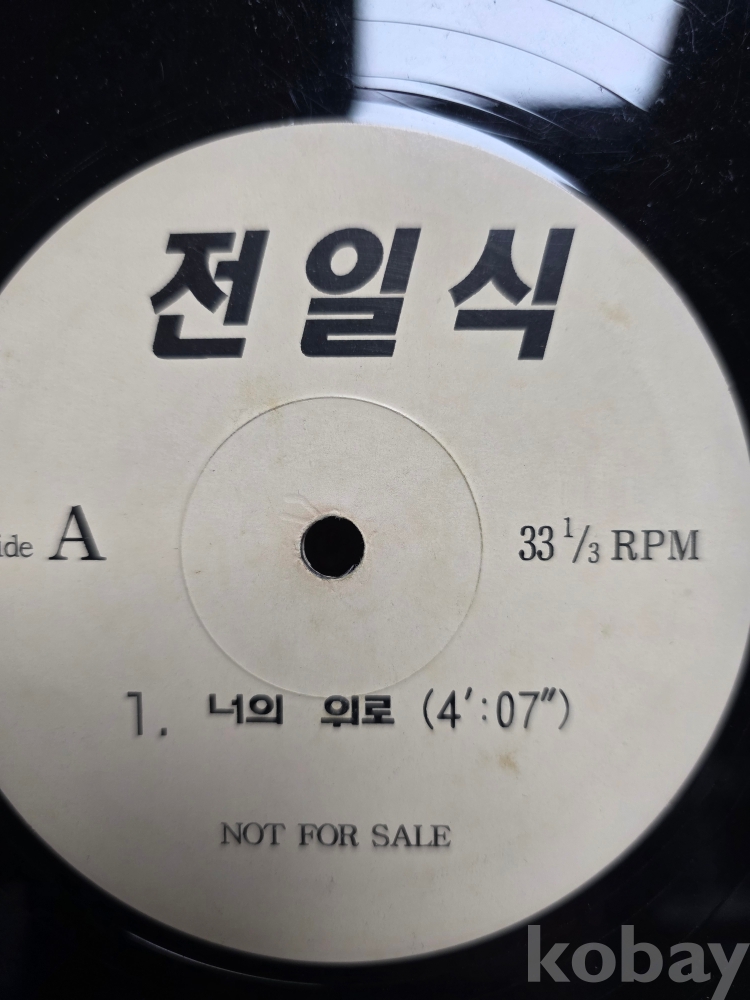 전일식
ide A
33 1/3 RPM
1. 너의 위로 (4′:07″)
NOT FOR SALE
kobay